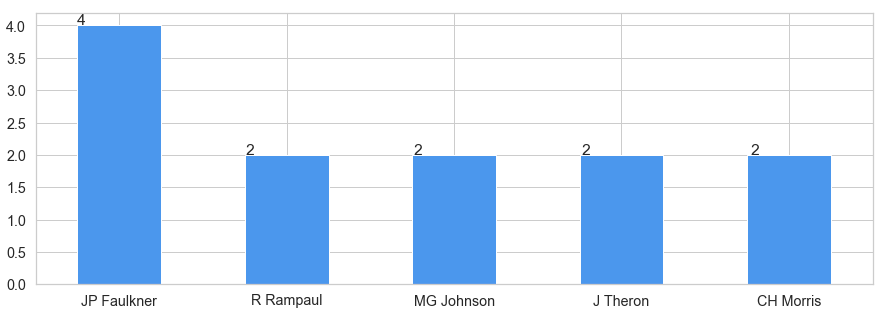 4.0
3.5
3.0
2.5
2.0
1.5
1.0
0.5
0.0
4
2
2
2
2
JP Faulkner
R Rampaul
MG Johnson
J Theron
CH Morris